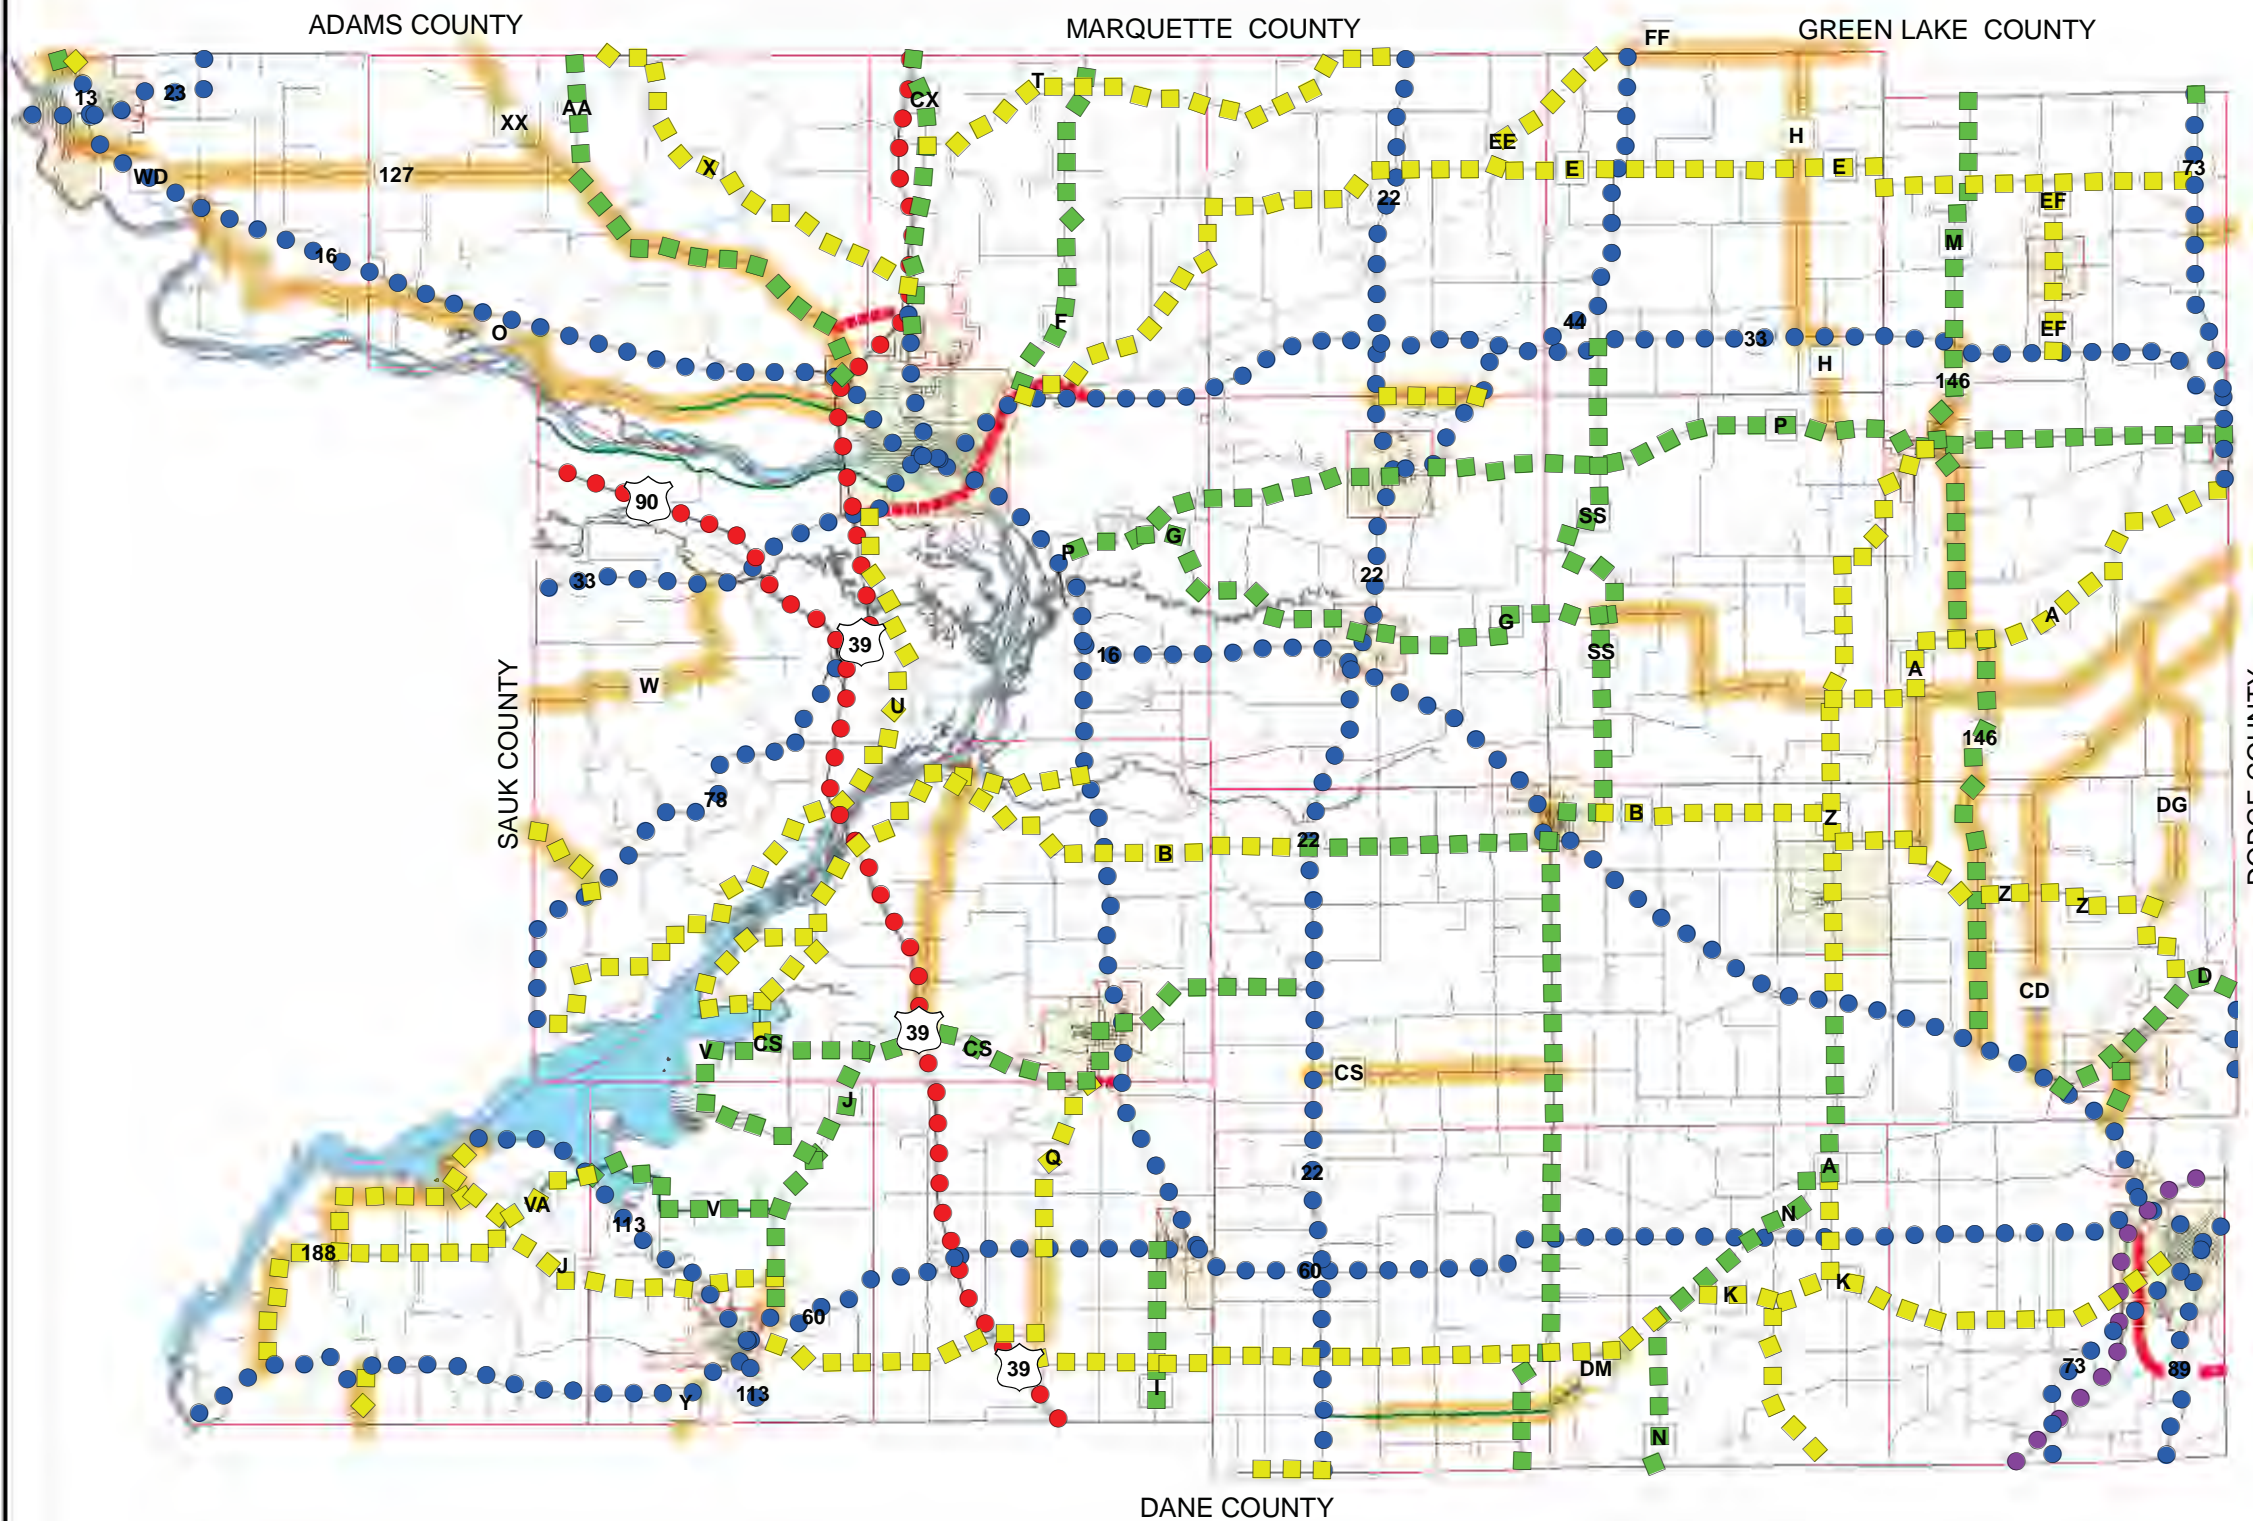 ADAMS COUNTY
MARQUETTE COUNTY
GREEN LAKE COUNTY
FF
T
CX
13
23
AA
XX
EE
H
X
WD
127
E
E
73
22
EF
M
16
F
44
EF
O
33
H
146
P
90
SS
G
P
33
22
G
A
39
16
SS
W
A
SAUK COUNTY
U
146
78
DG
B
Z
22
B
Z
Z
D
CD
39
V
CS
CS
CS
J
Q
A
22
VA
V
N
113
188
J
60
K
K
60
39
DM
73
89
I
113
Y
N
DANE COUNTY